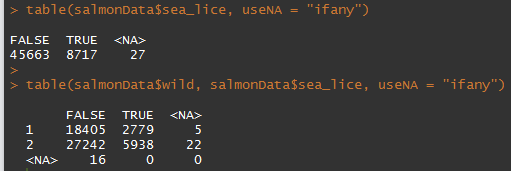 > table(salmonData$sea_lice, useNA = "ifany")
FALSE TRUE <NA>
45663 8717 27
>
> table(salmonData$wild, salmonData$sea_lice, useNA = "ifany")
FALSE TRUE <NA>
1 18405 2779 5
2 27242 5938 22
<NA> 16 0 0